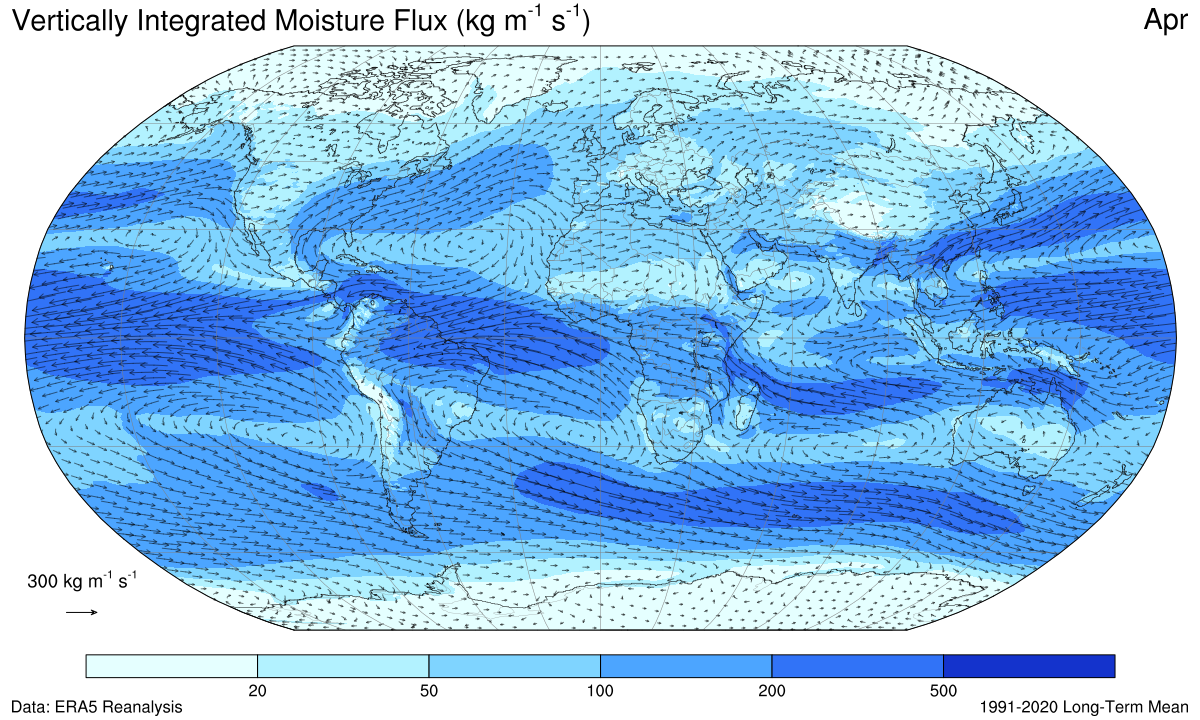 Vertically Integrated Moisture Flux (kg m⁻¹ s⁻¹)
Apr
300 kg m⁻¹ s⁻¹
20 50 100 200 500
Data: ERA5 Reanalysis
1991-2020 Long-Term Mean